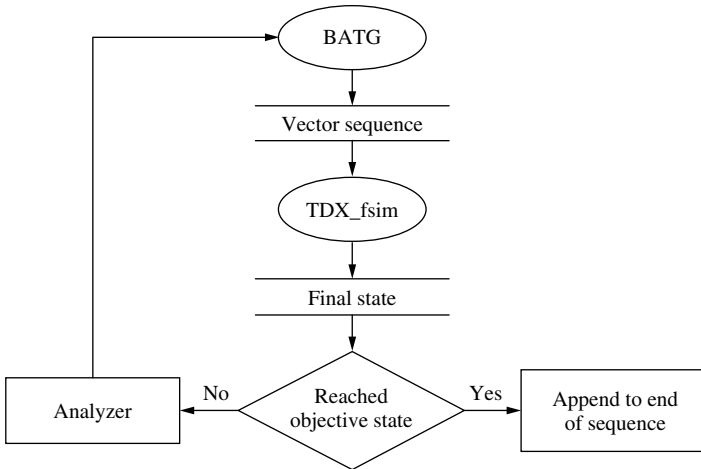 BATG
Vector sequence
TDX_fsim
Final state
Reached
objective state
No
Yes
Analyzer
Append to end
of sequence